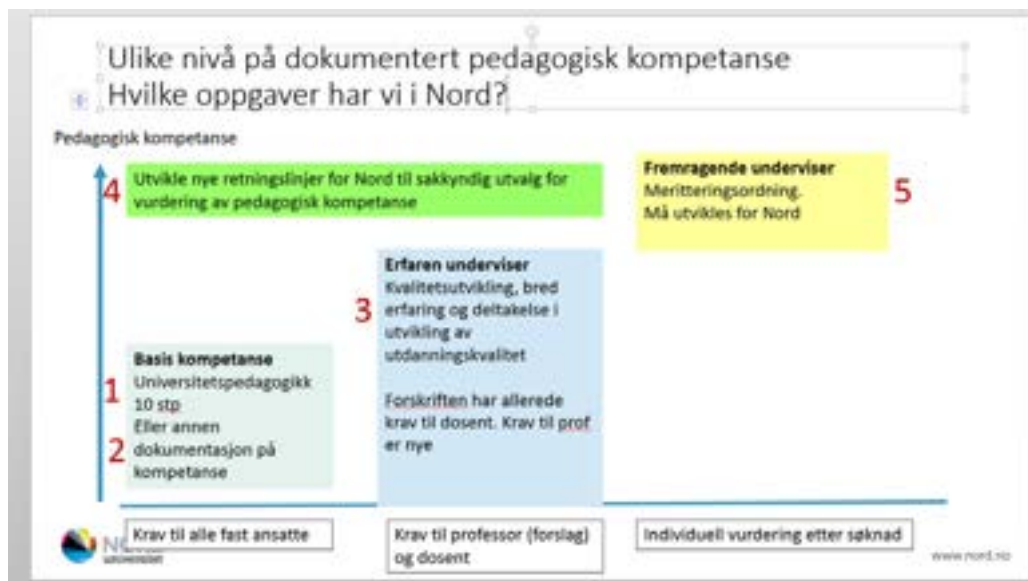 Ulike nivå på dokumentert pedagogisk kompetanse
Hvilke oppgaver har vi i Nord?
Pedagogisk kompetanse
4
Utvikle nye retningslinjer for Nord til sakkyndig utvalg for
vurdering av pedagogisk kompetanse
Fremragende underviser
Meritteringsordning.
Må utvikles for Nord
5
3
Erfaren underviser
Kvalitetsutvikling, bred
erfaring og deltakelse i
utvikling av
utdanningskvalitet
Forskriften har allerede
krav til dosent. Krav til prof
er nye
1
2
Basis kompetanse
Universitetspedagogikk
10 stp
Eller annen
dokumentasjon på
kompetanse
Krav til alle fast ansatte
Krav til professor (forslag)
og dosent
Individuell vurdering etter søknad
www.nord.no